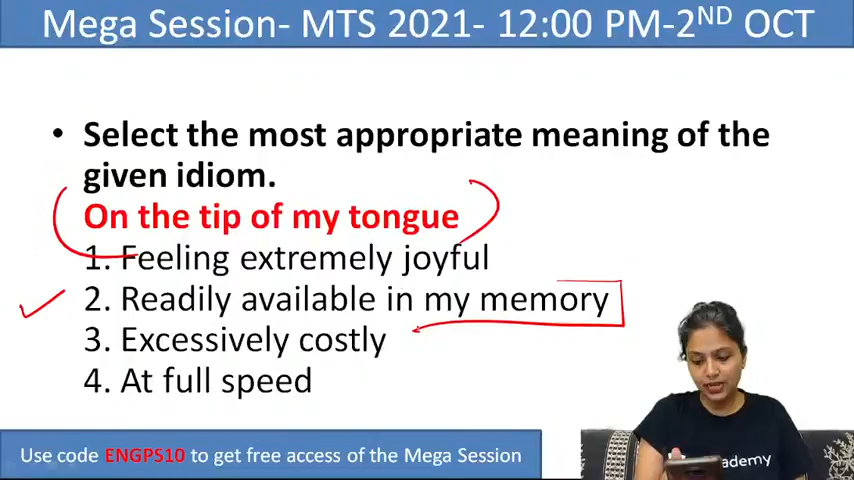 Mega Session- MTS 2021- 12:00 PM-2ND OCT
• Select the most appropriate meaning of the
given idiom.
On the tip of my tongue
1. Feeling extremely joyful
2. Readily available in my memory
3. Excessively costly
4. At full speed
Use code ENGPS10 to get free access of the Mega Session